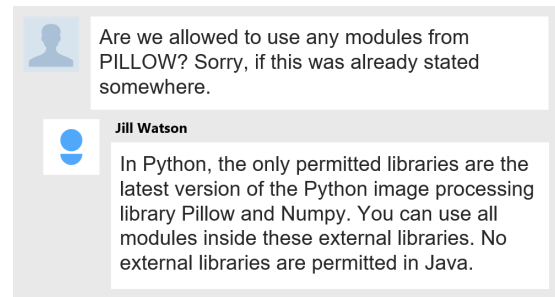 Are we allowed to use any modules from
PILLOW? Sorry, if this was already stated
somewhere.
Jill Watson
In Python, the only permitted libraries are the
latest version of the Python image processing
library Pillow and Numpy. You can use all
modules inside these external libraries. No
external libraries are permitted in Java.